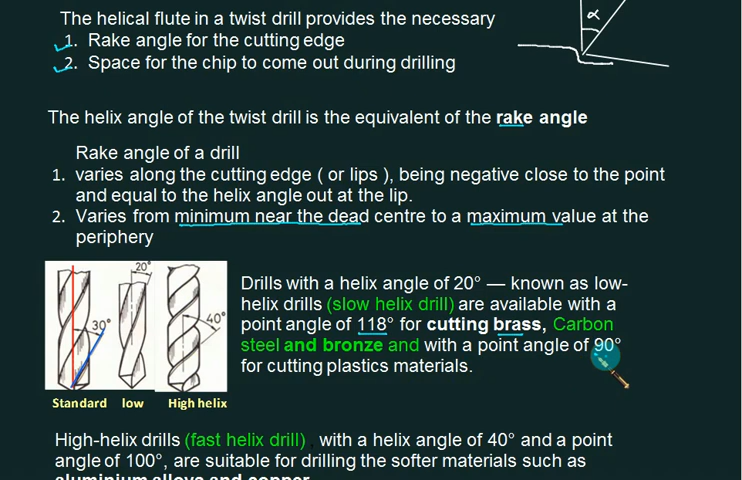 The helical flute in a twist drill provides the necessary
α
1. Rake angle for the cutting edge
2. Space for the chip to come out during drilling
The helix angle of the twist drill is the equivalent of the rake angle
Rake angle of a drill
1. varies along the cutting edge ( or lips ), being negative close to the point
and equal to the helix angle out at the lip.
2. Varies from minimum near the dead centre to a maximum value at the
periphery
20°
30°
40°
Standard low High helix
Drills with a helix angle of 20° — known as low-
helix drills (slow helix drill) are available with a
point angle of 118° for cutting brass, Carbon
steel and bronze and with a point angle of 90°
for cutting plastics materials.
High-helix drills (fast helix drill) , with a helix angle of 40° and a point
angle of 100°, are suitable for drilling the softer materials such as
aluminium alloys and copper